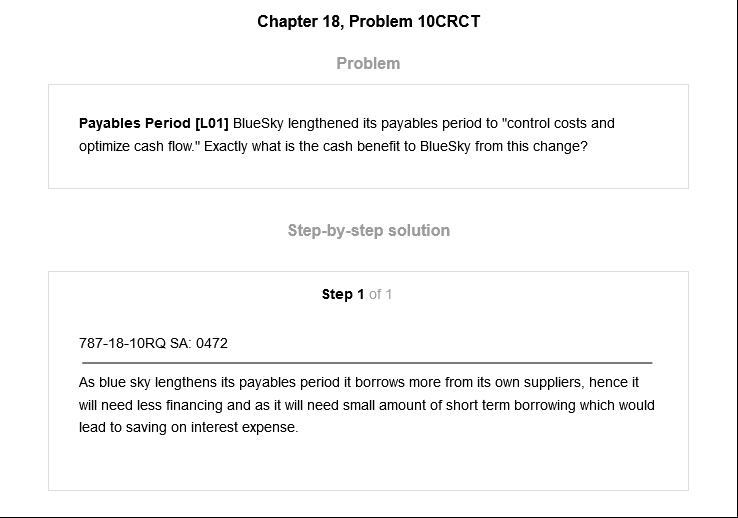 Chapter 18, Problem 10CRCT
Problem
Payables Period [L01] BlueSky lengthened its payables period to "control costs and
optimize cash flow." Exactly what is the cash benefit to BlueSky from this change?
Step-by-step solution
Step 1 of 1
787-18-10RQ SA: 0472
As blue sky lengthens its payables period it borrows more from its own suppliers, hence it
will need less financing and as it will need small amount of short term borrowing which would
lead to saving on interest expense.